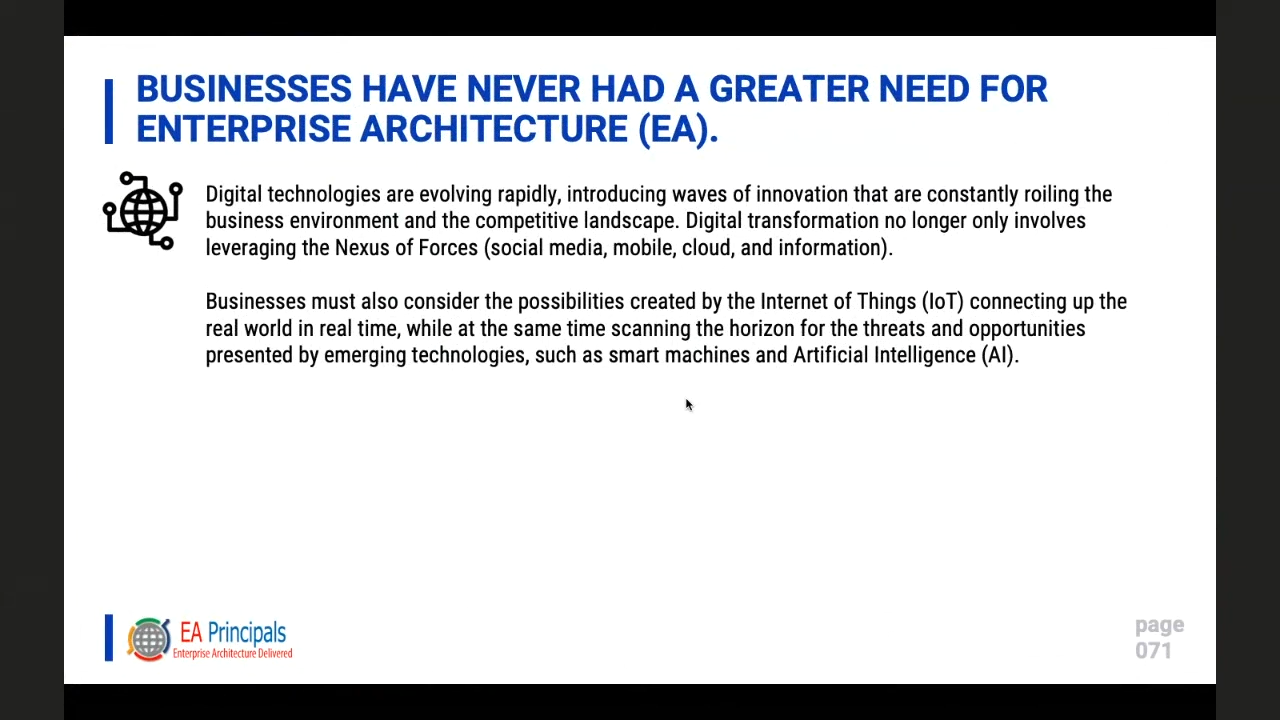 BUSINESSES HAVE NEVER HAD A GREATER NEED FOR
ENTERPRISE ARCHITECTURE (EA).
Digital technologies are evolving rapidly, introducing waves of innovation that are constantly roiling the
business environment and the competitive landscape. Digital transformation no longer only involves
leveraging the Nexus of Forces (social media, mobile, cloud, and information).
Businesses must also consider the possibilities created by the Internet of Things (IoT) connecting up the
real world in real time, while at the same time scanning the horizon for the threats and opportunities
presented by emerging technologies, such as smart machines and Artificial Intelligence (AI).
EA Principals
Enterprise Architecture Delivered
page
071